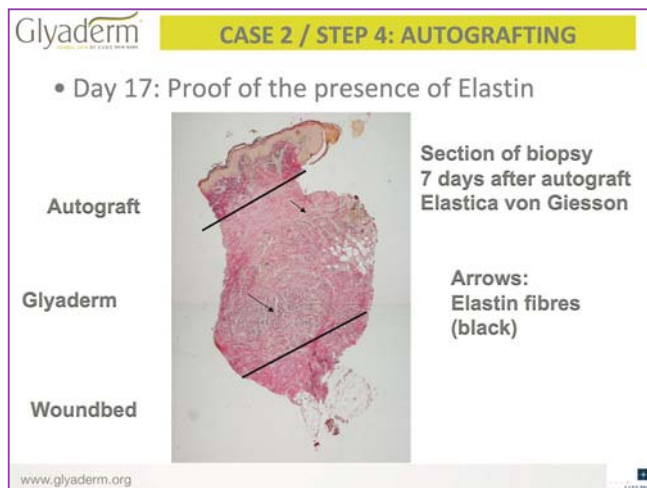 Glyaderm
CASE 2 / STEP 4: AUTOGRAFTING
• Day 17: Proof of the presence of Elastin
Section of biopsy
7 days after autograft
Elastica von Giesson
Autograft
Arrows:
Elastin fibres
(black)
Glyaderm
Woundbed
www.glyaderm.org